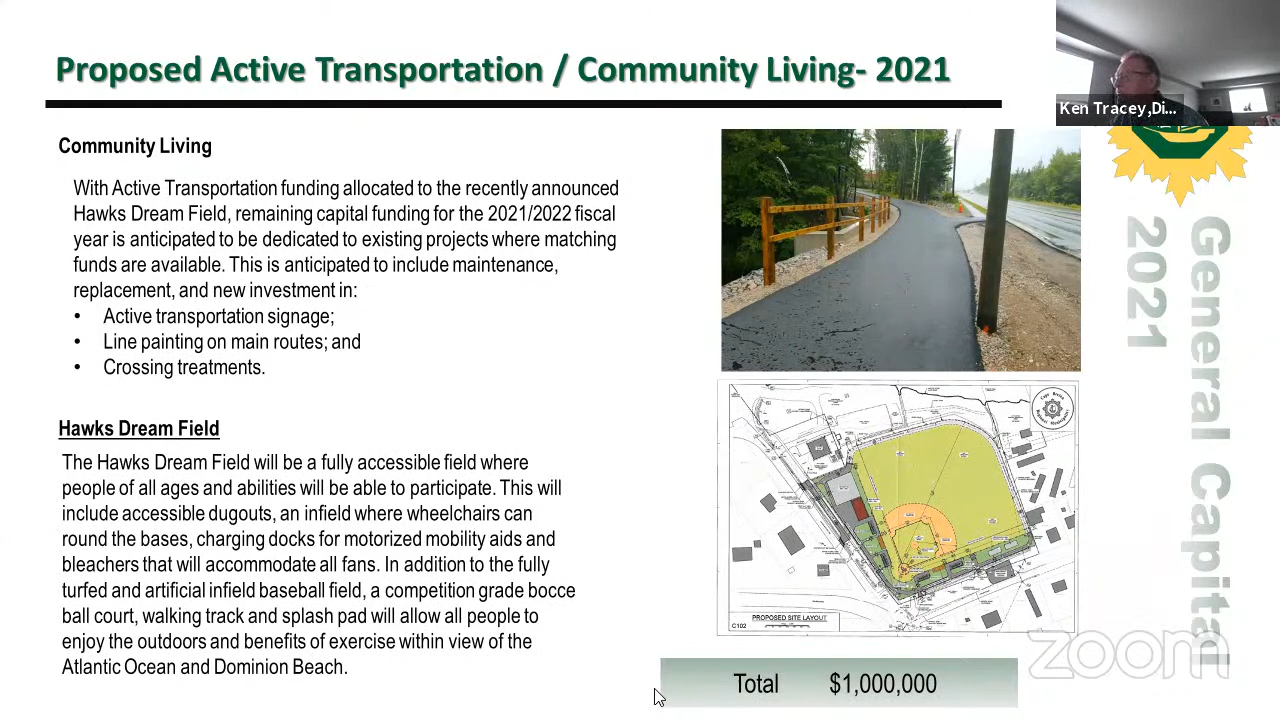 Proposed Active Transportation / Community Living- 2021
Ken Tracey,Di...
Community Living
With Active Transportation funding allocated to the recently announced
Hawks Dream Field, remaining capital funding for the 2021/2022 fiscal
year is anticipated to be dedicated to existing projects where matching
funds are available. This is anticipated to include maintenance,
replacement, and new investment in:
• Active transportation signage;
• Line painting on main routes; and
• Crossing treatments.
Hawks Dream Field
The Hawks Dream Field will be a fully accessible field where
people of all ages and abilities will be able to participate. This will
include accessible dugouts, an infield where wheelchairs can
round the bases, charging docks for motorized mobility aids and
bleachers that will accommodate all fans. In addition to the fully
turfed and artificial infield baseball field, a competition grade bocce
ball court, walking track and splash pad will allow all people to
enjoy the outdoors and benefits of exercise within view of the
Atlantic Ocean and Dominion Beach.
C102
PROPOSED SITE LAYOUT
Total $1,000,000
General Capital
2021
zoom